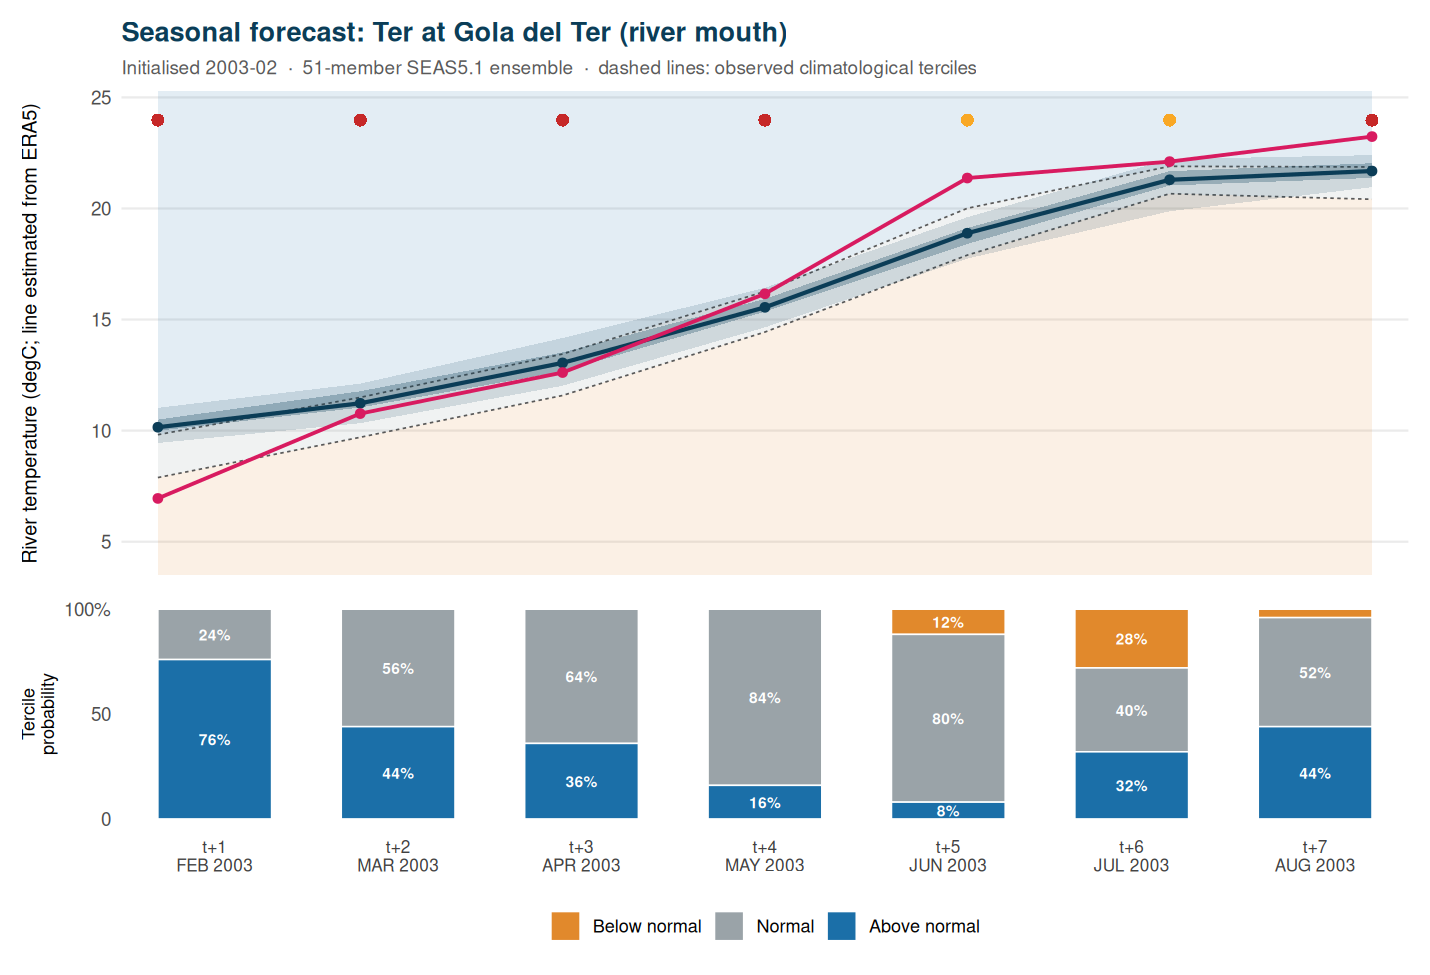 Seasonal forecast: Ter at Gola del Ter (river mouth)
Initialised 2003-02 · 51-member SEAS5.1 ensemble · dashed lines: observed climatological terciles
River temperature (degC; line estimated from ERA5)
25
20
15
10
5
Tercile
probability
100%
50
0
24%
76%
56%
44%
64%
36%
84%
16%
12%
80%
8%
28%
40%
32%
52%
44%
t+1
FEB 2003
t+2
MAR 2003
t+3
APR 2003
t+4
MAY 2003
t+5
JUN 2003
t+6
JUL 2003
t+7
AUG 2003
Below normal
Normal
Above normal